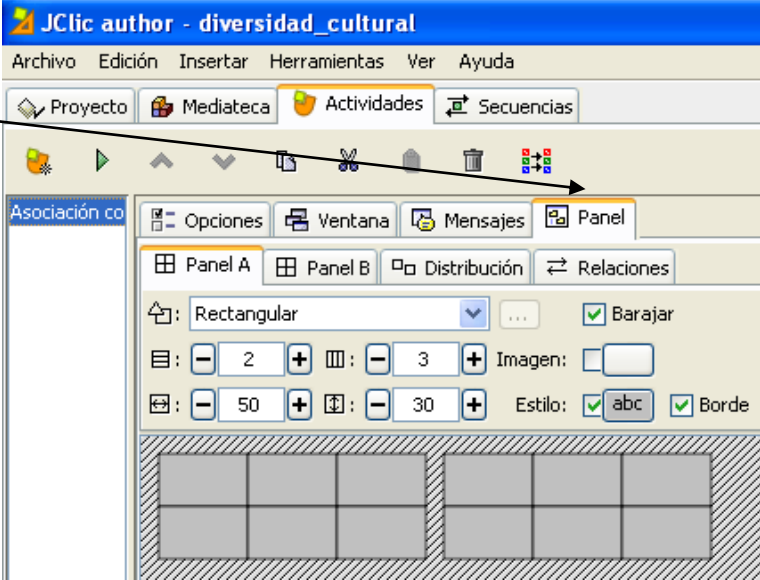 JClic author - diversidad_cultural
Archivo Edición Insertar Herramientas Ver Ayuda
Proyecto Mediateca Actividades Secuencias
Asociación co
Opciones Ventana Mensajes Panel
Panel A Panel B Distribución Relaciones
: Rectangular ... Barajar
: 2 : 3 Imagen:
: 50 : 30 Estilo: abc Borde